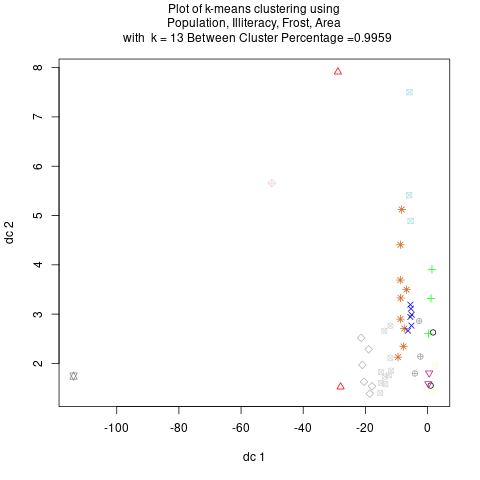 Plot of k-means clustering using
Population, Illiteracy, Frost, Area
with  k = 13 Between Cluster Percentage =0.9959
8
7
6
5
4
3
2
dc 2
-100
-80
-60
-40
-20
0
dc 1